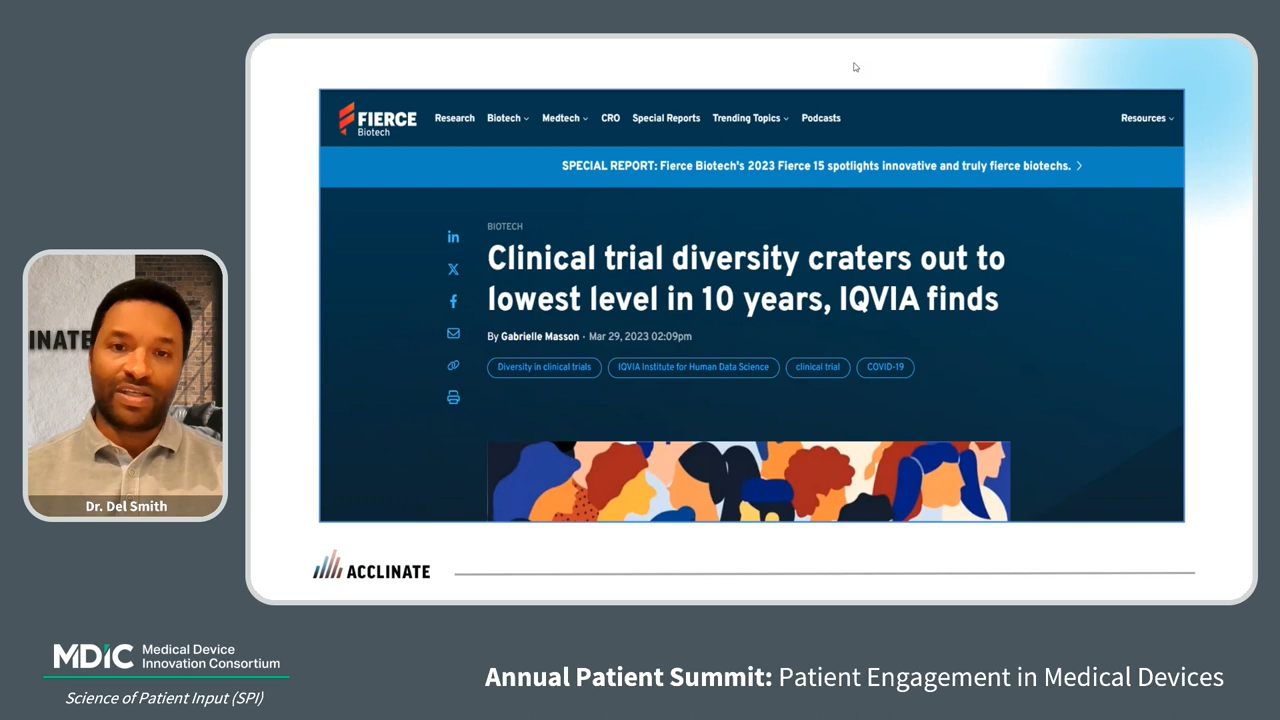 FIERCE
Biotech
Research
Biotech
Medtech
CRO
Special Reports
Trending Topics
Podcasts
Resources
SPECIAL REPORT: Fierce Biotech's 2023 Fierce 15 spotlights innovative and truly fierce biotechs.
BIOTECH
Clinical trial diversity craters out to
lowest level in 10 years, IQVIA finds
By Gabrielle Masson - Mar 29, 2023 02:09pm
Diversity in clinical trials
IQVIA Institute for Human Data Science
clinical trial
COVID-19
INATE
Dr. Del Smith
ACCLINATE
MDIC
Medical Device
Innovation Consortium
Science of Patient Input (SPI)
Annual Patient Summit: Patient Engagement in Medical Devices